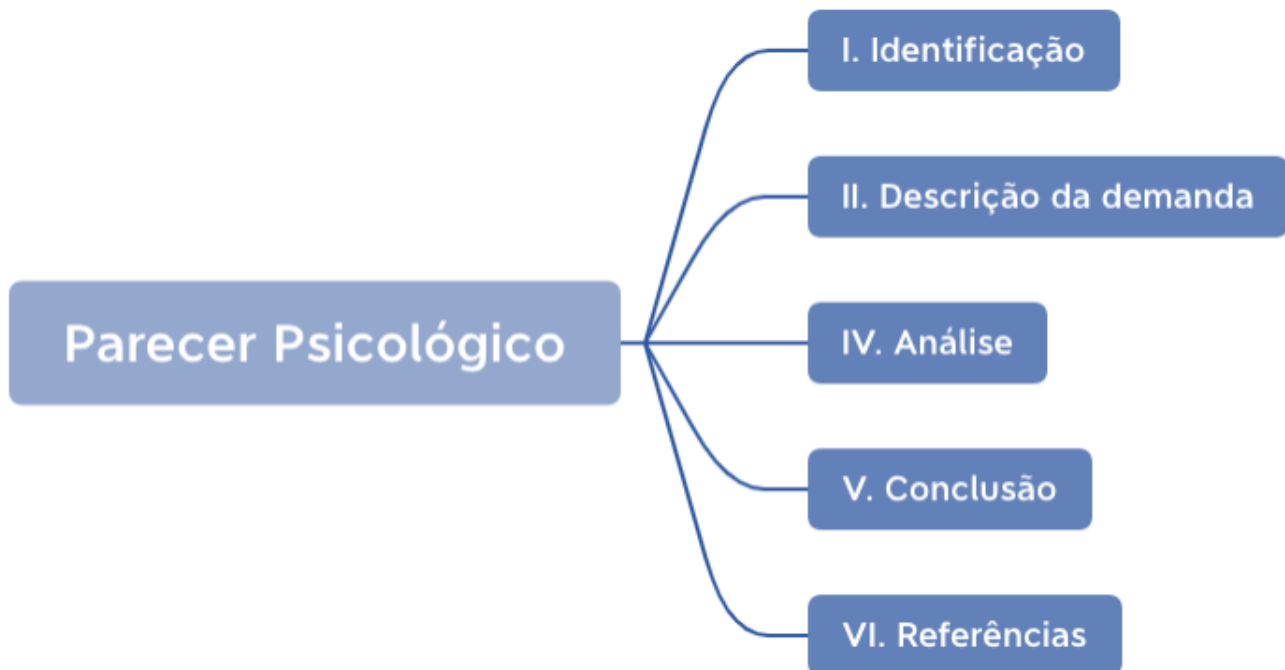 Parecer Psicológico
I. Identificação
II. Descrição da demanda
IV. Análise
V. Conclusão
VI. Referências